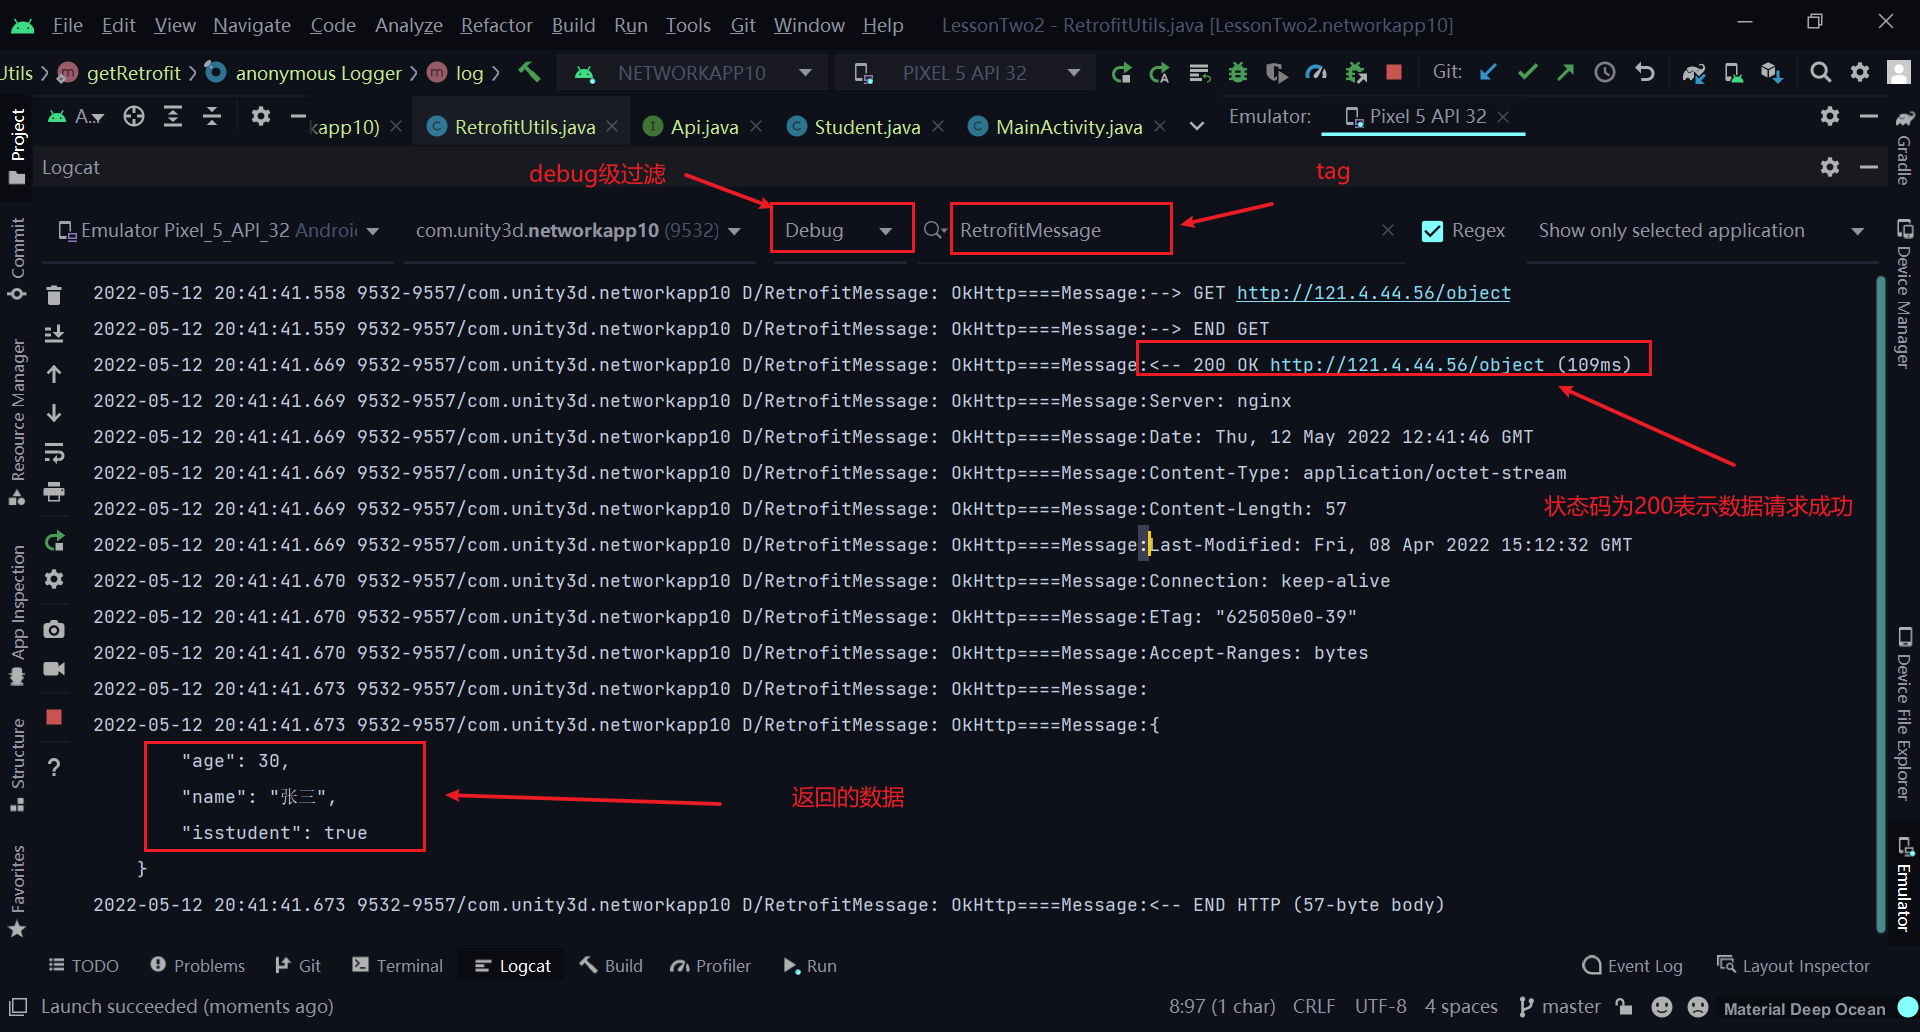 File Edit View Navigate Code Analyze Refactor Build Run Tools Git Window Help LessonTwo2 - RetrofitUtils.java [LessonTwo2.networkapp10]
Jtils getRetrofit anonymous Logger log NETWORKAPP10 PIXEL 5 API 32 Git:
A.. kapp10) RetrofitUtils.java Api.java Student.java MainActivity.java Emulator: Pixel 5 API 32
Logcat
debug级过滤
tag
Emulator Pixel_5_API_32 Androi com.unity3d.networkapp10 (9532) Debug RetrofitMessage Regex Show only selected application
2022-05-12 20:41:41.558 9532-9557/com.unity3d.networkapp10 D/RetrofitMessage: OkHttp====Message:--> GET http://121.4.44.56/object
2022-05-12 20:41:41.559 9532-9557/com.unity3d.networkapp10 D/RetrofitMessage: OkHttp====Message:--> END GET
2022-05-12 20:41:41.669 9532-9557/com.unity3d.networkapp10 D/RetrofitMessage: OkHttp====Message:<-- 200 OK http://121.4.44.56/object (109ms)
2022-05-12 20:41:41.669 9532-9557/com.unity3d.networkapp10 D/RetrofitMessage: OkHttp====Message:Server: nginx
2022-05-12 20:41:41.669 9532-9557/com.unity3d.networkapp10 D/RetrofitMessage: OkHttp====Message:Date: Thu, 12 May 2022 12:41:46 GMT
2022-05-12 20:41:41.669 9532-9557/com.unity3d.networkapp10 D/RetrofitMessage: OkHttp====Message:Content-Type: application/octet-stream
2022-05-12 20:41:41.669 9532-9557/com.unity3d.networkapp10 D/RetrofitMessage: OkHttp====Message:Content-Length: 57
状态码为200表示数据请求成功
2022-05-12 20:41:41.669 9532-9557/com.unity3d.networkapp10 D/RetrofitMessage: OkHttp====Message:Last-Modified: Fri, 08 Apr 2022 15:12:32 GMT
2022-05-12 20:41:41.670 9532-9557/com.unity3d.networkapp10 D/RetrofitMessage: OkHttp====Message:Connection: keep-alive
2022-05-12 20:41:41.670 9532-9557/com.unity3d.networkapp10 D/RetrofitMessage: OkHttp====Message:ETag: "625050e0-39"
2022-05-12 20:41:41.670 9532-9557/com.unity3d.networkapp10 D/RetrofitMessage: OkHttp====Message:Accept-Ranges: bytes
2022-05-12 20:41:41.673 9532-9557/com.unity3d.networkapp10 D/RetrofitMessage: OkHttp====Message:
2022-05-12 20:41:41.673 9532-9557/com.unity3d.networkapp10 D/RetrofitMessage: OkHttp====Message:{
"age": 30,
"name": "张三",
返回的数据
"isstudent": true
}
2022-05-12 20:41:41.673 9532-9557/com.unity3d.networkapp10 D/RetrofitMessage: OkHttp====Message:<-- END HTTP (57-byte body)
Project
Commit
Resource Manager
App Inspection
Structure
Favorites
Gradle
Device Manager
Device File Explorer
Emulator
TODO Problems Git Terminal Logcat Build Profiler Run Event Log Layout Inspector
Launch succeeded (moments ago) 8:97 (1 char) CRLF UTF-8 4 spaces master Material Deep Ocean